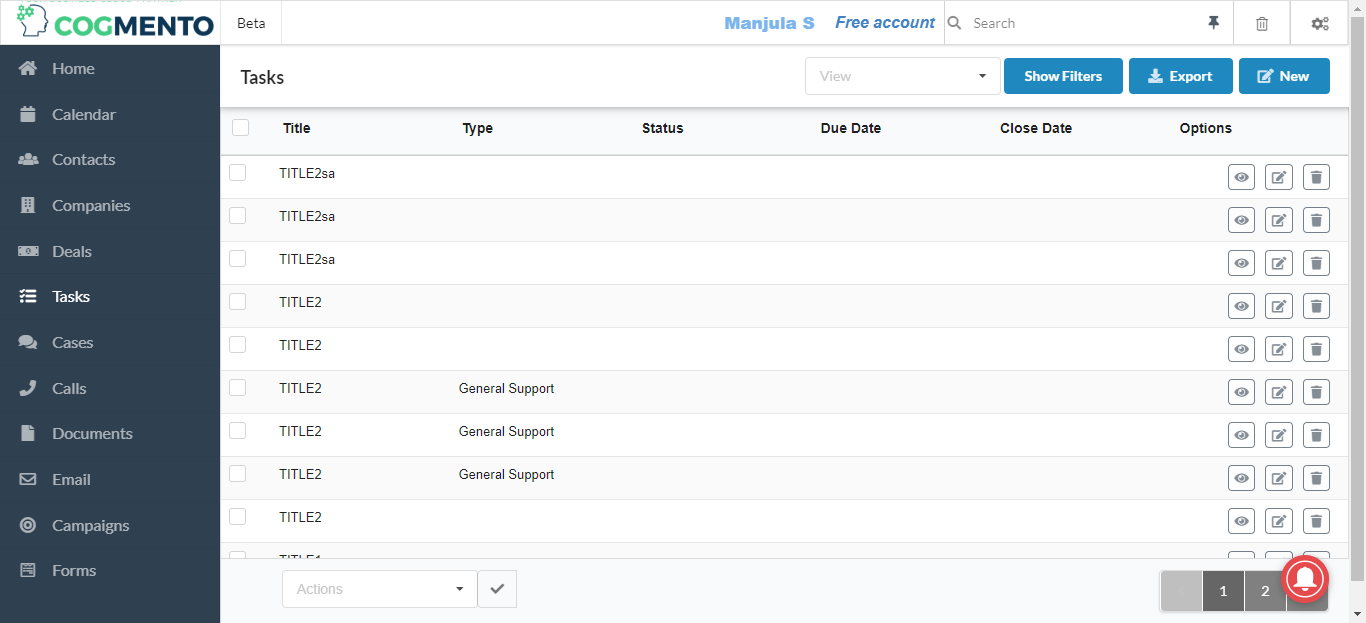 COGMENTO
Beta
Manjula S
Free account
Search
Home
Calendar
Contacts
Companies
Deals
Tasks
Cases
Calls
Documents
Email
Campaigns
Forms
Tasks
View
Show Filters
Export
New
Title Type Status Due Date Close Date Options
TITLE2sa
TITLE2sa
TITLE2sa
TITLE2
TITLE2
TITLE2 General Support
TITLE2 General Support
TITLE2 General Support
TITLE2
TITLE1
Actions
1 2